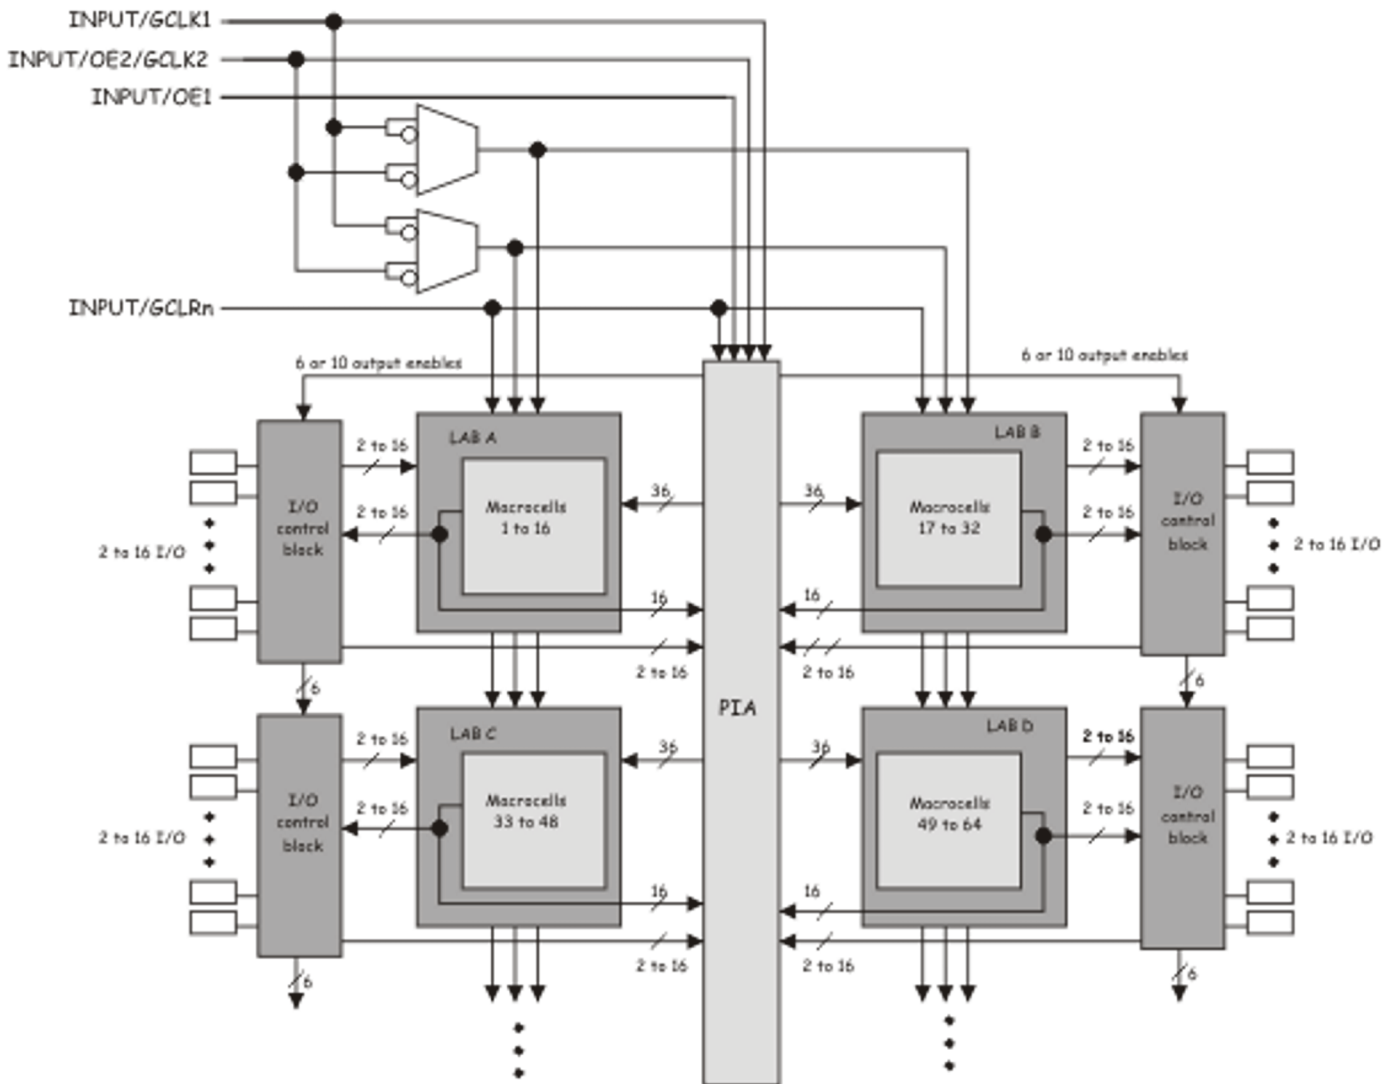 INPUT/GCLK1
INPUT/OE2/GCLK2
INPUT/OE1
INPUT/GCLRn
6 or 10 output enables
6 or 10 output enables
LAB A
LAB B
2 to 16
2 to 16
I/O
control
block
2 to 16
36
Macrocells
1 to 16
36
Macrocells
17 to 32
2 to 16
I/O
control
block
2 to 16 I/O
2 to 16 I/O
16
16
2 to 16
2 to 16
6
6
PIA
LAB C
LAB D
2 to 16
2 to 16
I/O
control
block
2 to 16
36
Macrocells
33 to 48
36
Macrocells
49 to 64
2 to 16
I/O
control
block
2 to 16 I/O
2 to 16 I/O
16
16
2 to 16
2 to 16
6
6